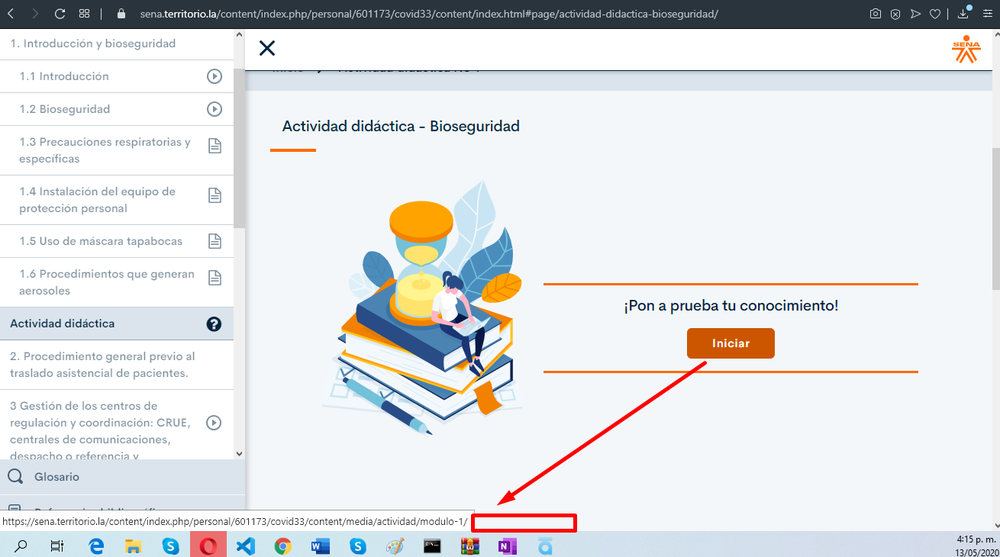 sena.territorio.la/content/index.php/personal/601173/covid33/content/index.html#page/actividad-didactica-bioseguridad/
1. Introducción y bioseguridad
1.1 Introducción
1.2 Bioseguridad
1.3 Precauciones respiratorias y
específicas
1.4 Instalación del equipo de
protección personal
1.5 Uso de máscara tapabocas
1.6 Procedimientos que generan
aerosoles
Actividad didáctica
?
2. Procedimiento general previo al
traslado asistencial de pacientes.
3 Gestión de los centros de
regulación y coordinación: CRUE,
centrales de comunicaciones,
despacho o referencia y
Glosario
SENA
Actividad didáctica - Bioseguridad
¡Pon a prueba tu conocimiento!
Iniciar
https://sena.territorio.la/content/index.php/personal/601173/covid33/content/media/actividad/modulo-1/
4:15 p. m.
13/05/2020